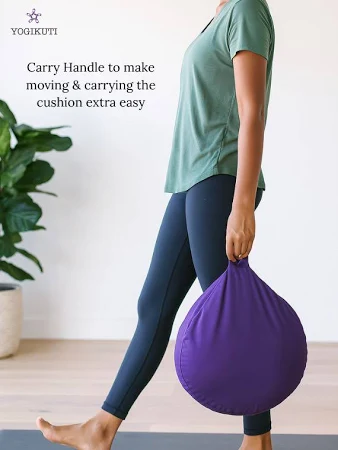 YOGIKUTI
Carry Handle to make
moving & carrying the
cushion extra easy